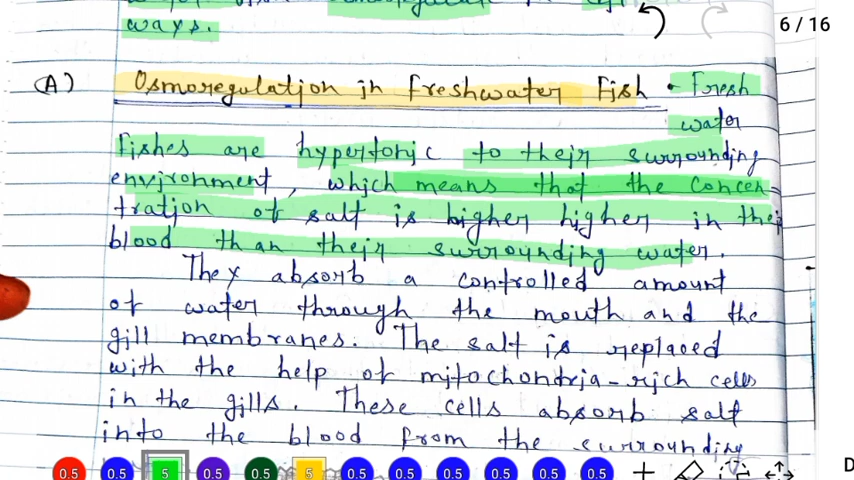 ways.
6 / 16
(A) Osmoregulation in Freshwater Fish • Fresh
water
fishes are hypertonic to their surrounding
environment, which means that the concen-
tration of salt is higher higher in their
blood than their surrounding water.
They absorb a controlled amount
of water through the mouth and the
gill membranes. The salt is replaced
with the help of mitochondria-rich cells
in the gills. These cells absorb salt
into the blood from the surrounding
0.5 0.5 5 0.5 0.5 5 0.5 0.5 0.5 0.5 0.5 0.5
D